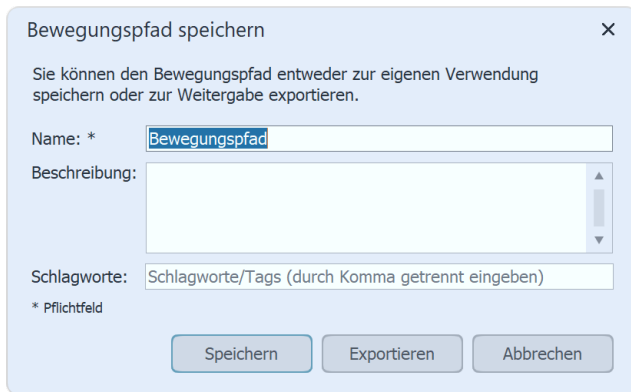 Bewegungspfad speichern
Sie können den Bewegungspfad entweder zur eigenen Verwendung
speichern oder zur Weitergabe exportieren.
Name: * Bewegungspfad
Beschreibung:
Schlagworte: Schlagworte/Tags (durch Komma getrennt eingeben)
* Pflichtfeld
Speichern Exportieren Abbrechen